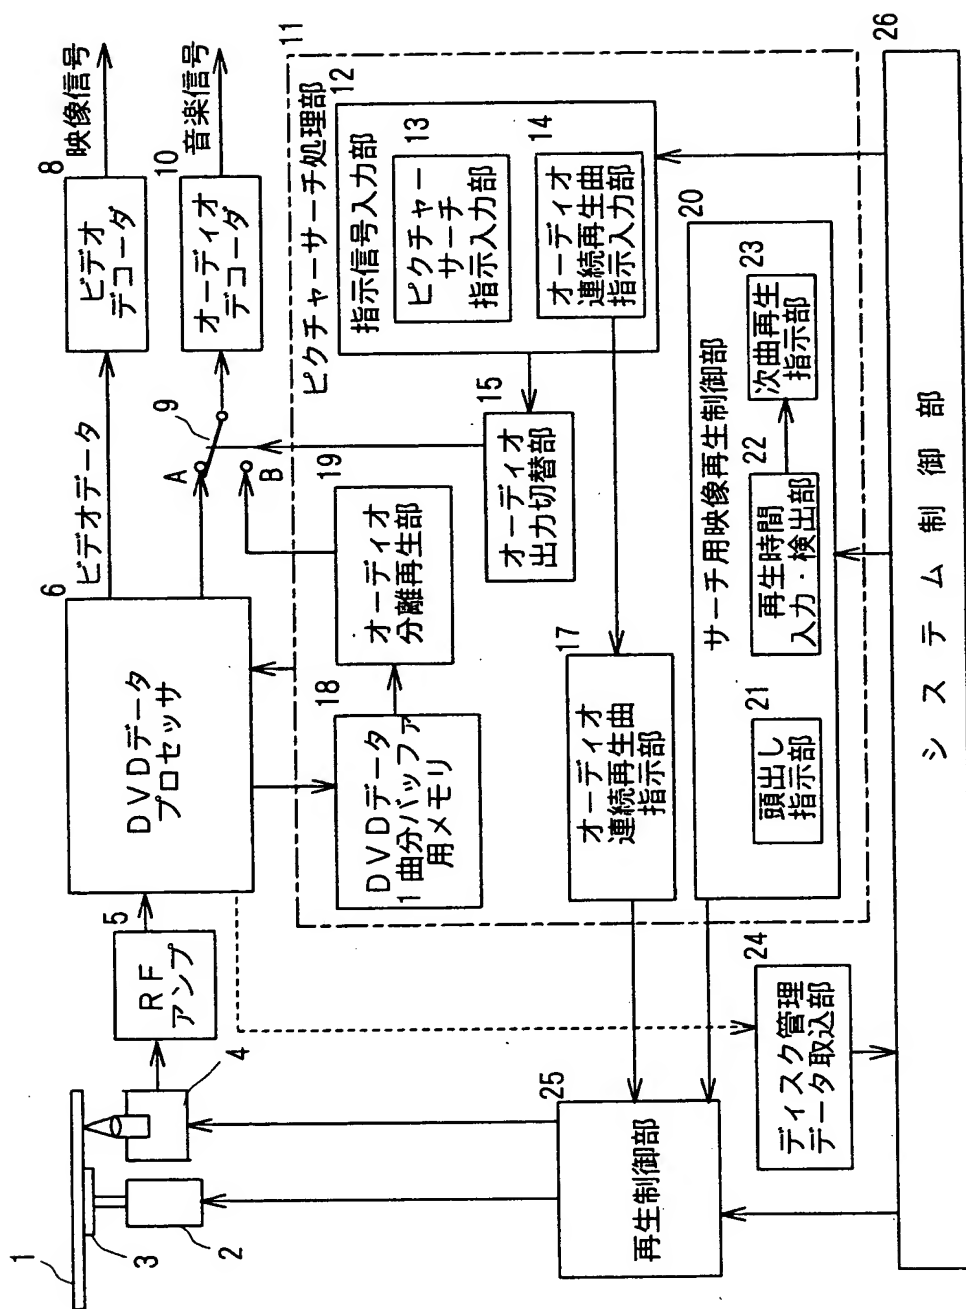 1
2
3
4
5
RF
アンプ
6
DVDデータ
プロセッサ
ビデオデータ
8
ビデオ
デコーダ
映像信号
9
A
B
10
オーディオ
デコーダ
音楽信号
11
ピクチャーサーチ処理部
12
指示信号入力部
13
ピクチャー
サーチ
指示入力部
14
オーディオ
連続再生曲
指示入力部
15
オーディオ
出力切替部
17
オーディオ
連続再生曲
指示部
18
DVDデータ
1曲分バッファ
用メモリ
19
オーディオ
分離再生部
20
サーチ用映像再生制御部
21
頭出し
指示部
22
再生時間
入力・検出部
23
次曲再生
指示部
24
ディスク管理
データ取込部
25
再生制御部
26
システム制御部